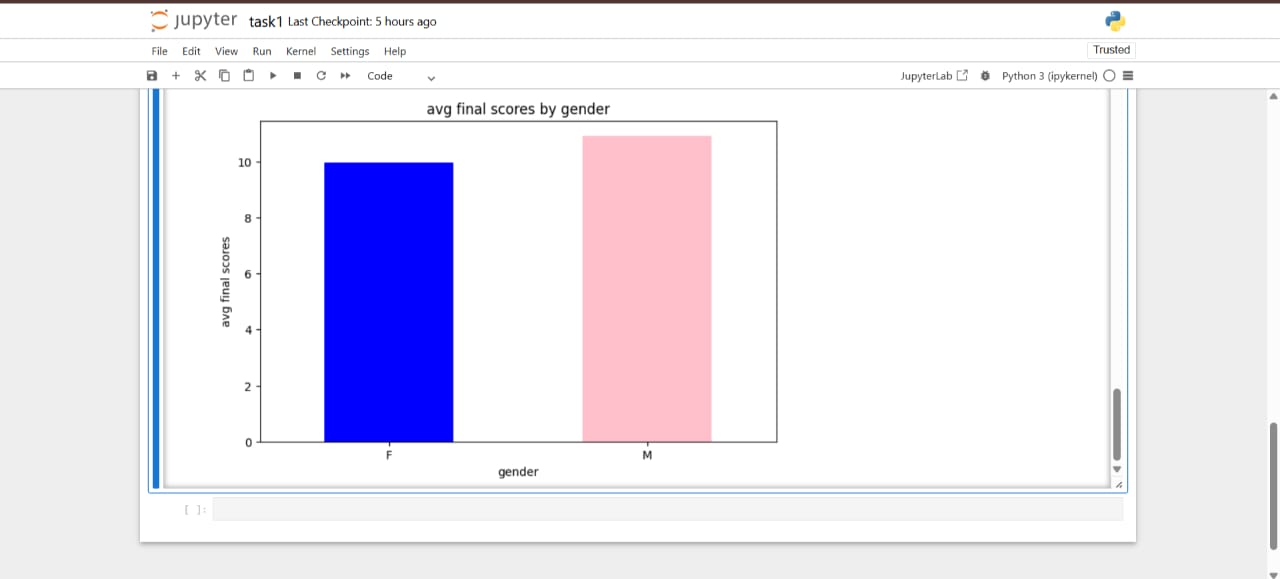 jupyter task1 Last Checkpoint: 5 hours ago
File Edit View Run Kernel Settings Help
Trusted
Code
JupyterLab Python 3 (ipykernel)
avg final scores by gender
10
8
6
4
2
0
avg final scores
F M
gender
[ ]: